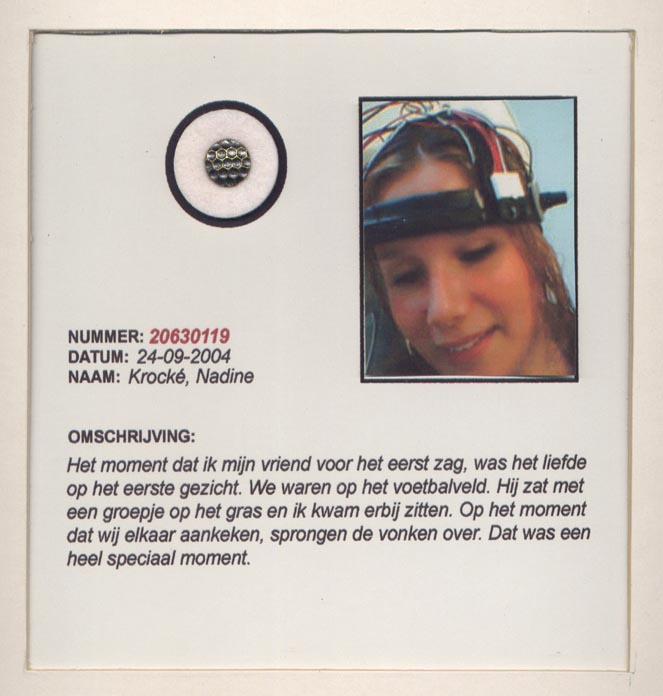 NUMMER: 20630119
DATUM: 24-09-2004
NAAM: Krocké, Nadine
OMSCHRIJVING:
Het moment dat ik mijn vriend voor het eerst zag, was het liefde
op het eerste gezicht. We waren op het voetbalveld. Hij zat met
een groepje op het gras en ik kwam erbij zitten. Op het moment
dat wij elkaar aankeken, sprongen de vonken over. Dat was een
heel speciaal moment.